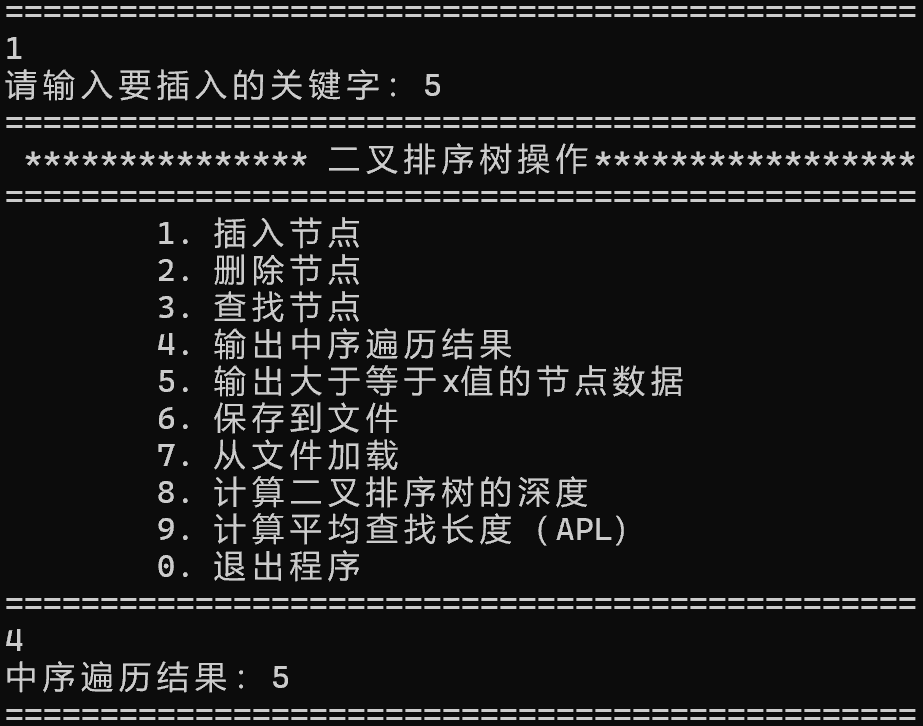 ================================================
1
请输入要插入的关键字：5
================================================
*************** 二叉排序树操作*****************
================================================
1. 插入节点
2. 删除节点
3. 查找节点
4. 输出中序遍历结果
5. 输出大于等于x值的节点数据
6. 保存到文件
7. 从文件加载
8. 计算二叉排序树的深度
9. 计算平均查找长度（APL）
0. 退出程序
================================================
4
中序遍历结果：5
================================================